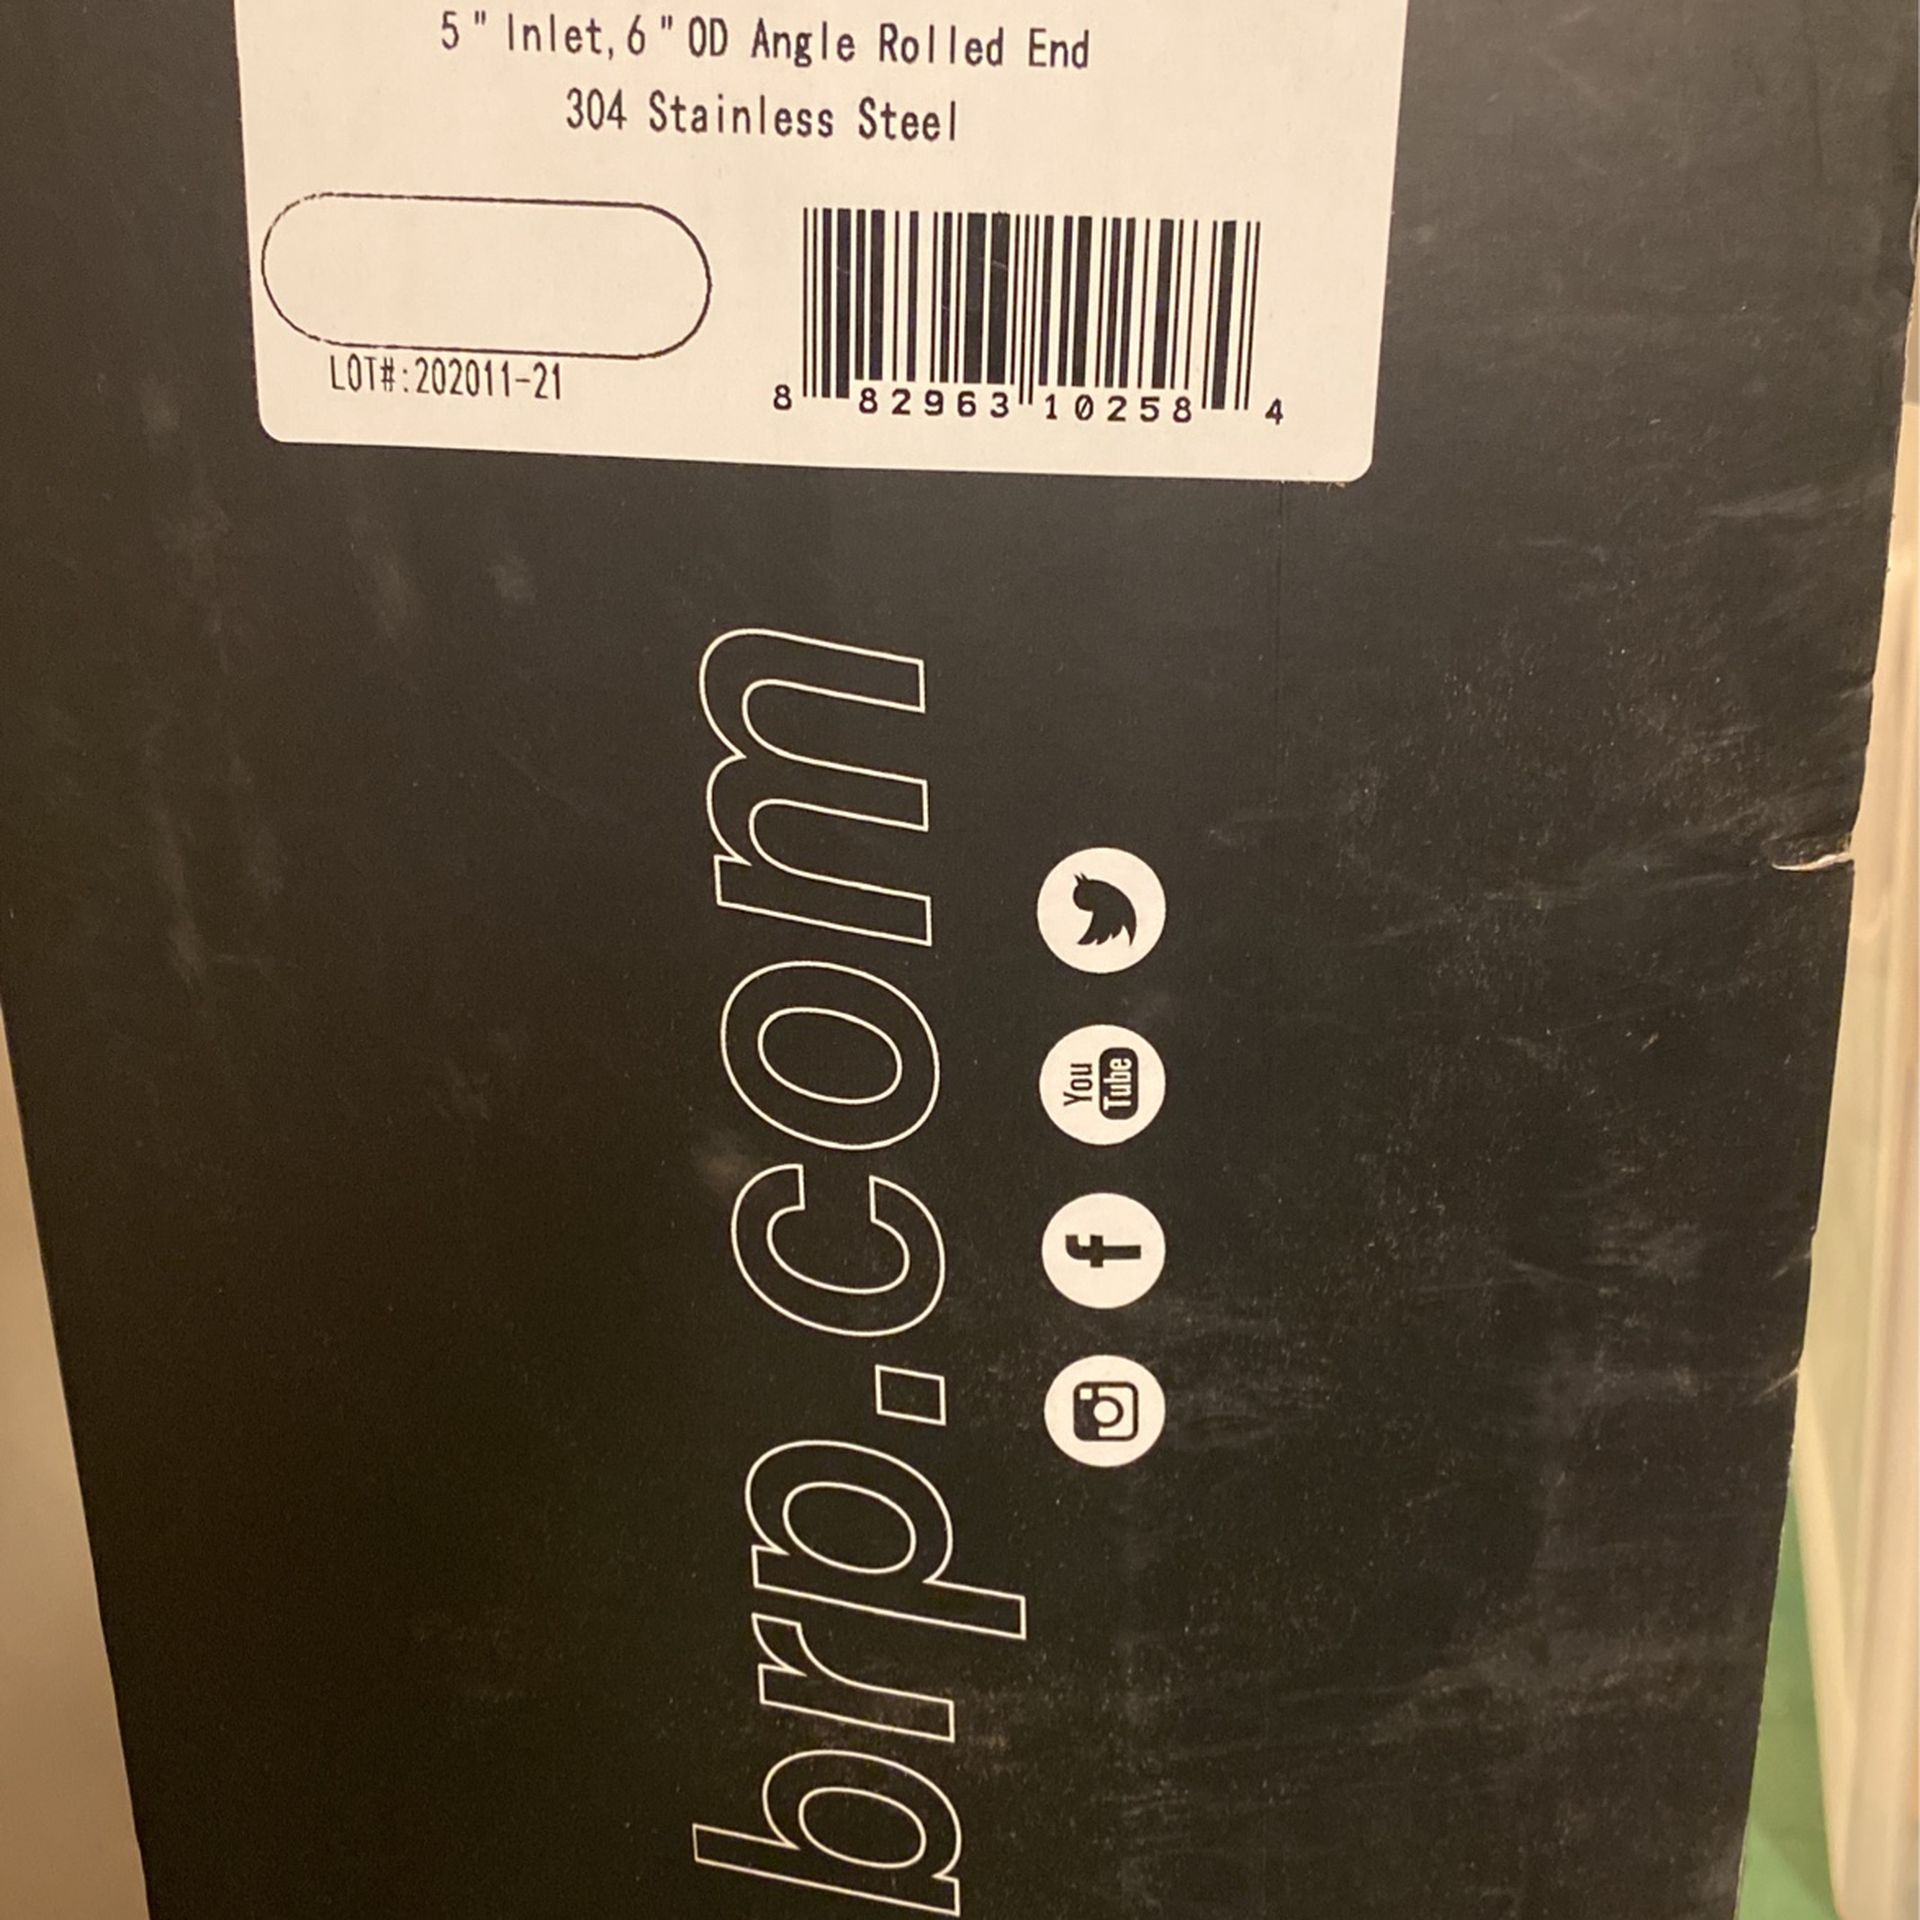 5" Inlet, 6"OD Angle Rolled End
304 Stainless Steel
LOT#:202011-21
8 82963 10258 4
brp.com
You
Tube
f